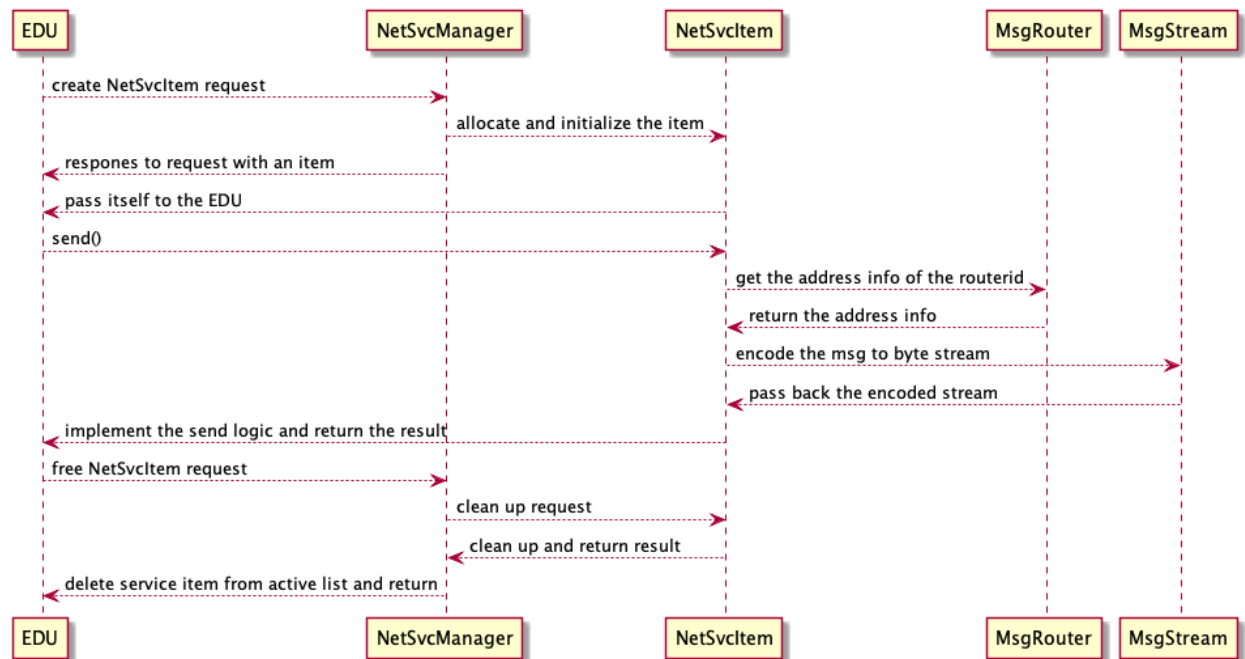 EDU NetSvcManager NetSvcItem MsgRouter MsgStream
create NetSvcItem request
allocate and initialize the item
respones to request with an item
pass itself to the EDU
send()
get the address info of the routerid
return the address info
encode the msg to byte stream
pass back the encoded stream
implement the send logic and return the result
free NetSvcItem request
clean up request
clean up and return result
delete service item from active list and return
EDU NetSvcManager NetSvcItem MsgRouter MsgStream